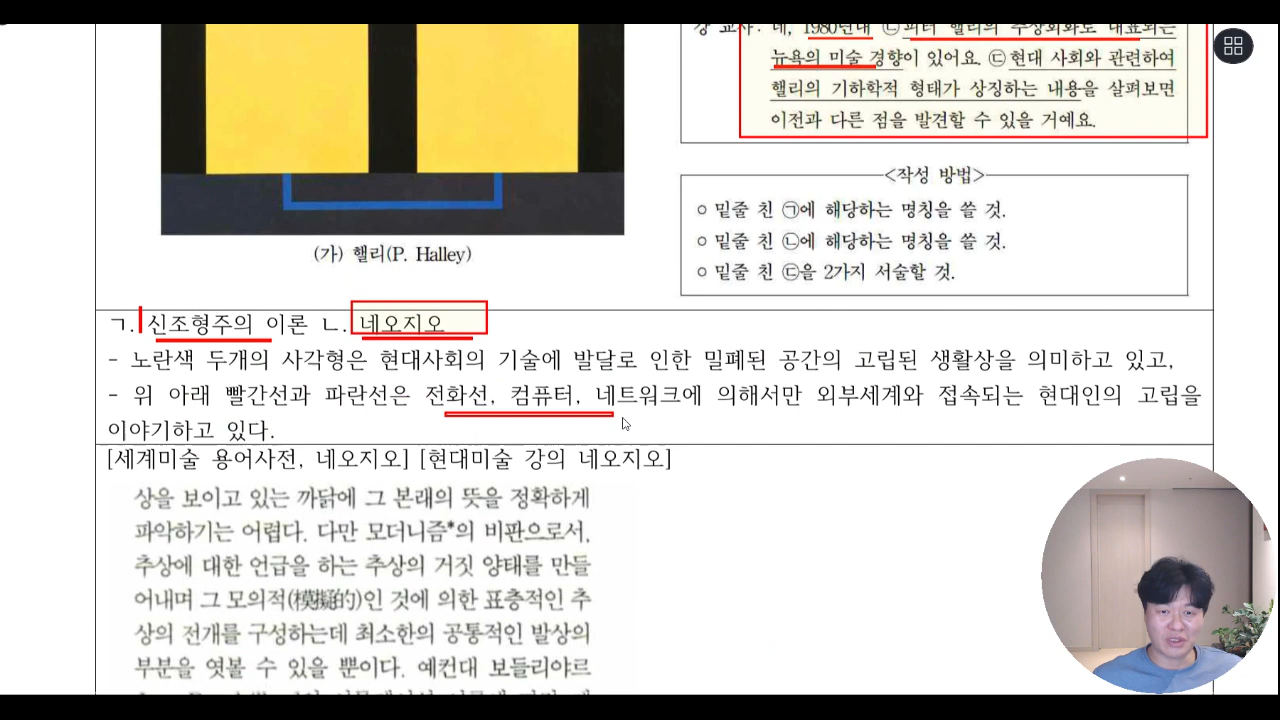 강 교사: 네, 1980년대 ㉡피터 핼리의 추상회화로 대표되는
뉴욕의 미술 경향이 있어요. ㉢현대 사회와 관련하여
핼리의 기하학적 형태가 상징하는 내용을 살펴보면
이전과 다른 점을 발견할 수 있을 거예요.
<작성 방법>
○ 밑줄 친 ㉠에 해당하는 명칭을 쓸 것.
○ 밑줄 친 ㉡에 해당하는 명칭을 쓸 것.
○ 밑줄 친 ㉢을 2가지 서술할 것.
(가) 핼리(P. Halley)
ㄱ. 신조형주의 이론 ㄴ. 네오지오
- 노란색 두개의 사각형은 현대사회의 기술에 발달로 인한 밀폐된 공간의 고립된 생활상을 의미하고 있고,
- 위 아래 빨간선과 파란선은 전화선, 컴퓨터, 네트워크에 의해서만 외부세계와 접속되는 현대인의 고립을
이야기하고 있다.
[세계미술 용어사전, 네오지오] [현대미술 강의 네오지오]
상을 보이고 있는 까닭에 그 본래의 뜻을 정확하게
파악하기는 어렵다. 다만 모더니즘*의 비판으로서,
추상에 대한 언급을 하는 추상의 거짓 양태를 만들
어내며 그 모의적(模擬的)인 것에 의한 표층적인 추
상의 전개를 구성하는데 최소한의 공통적인 발상의
부분을 엿볼 수 있을 뿐이다. 예컨대 보들리야르